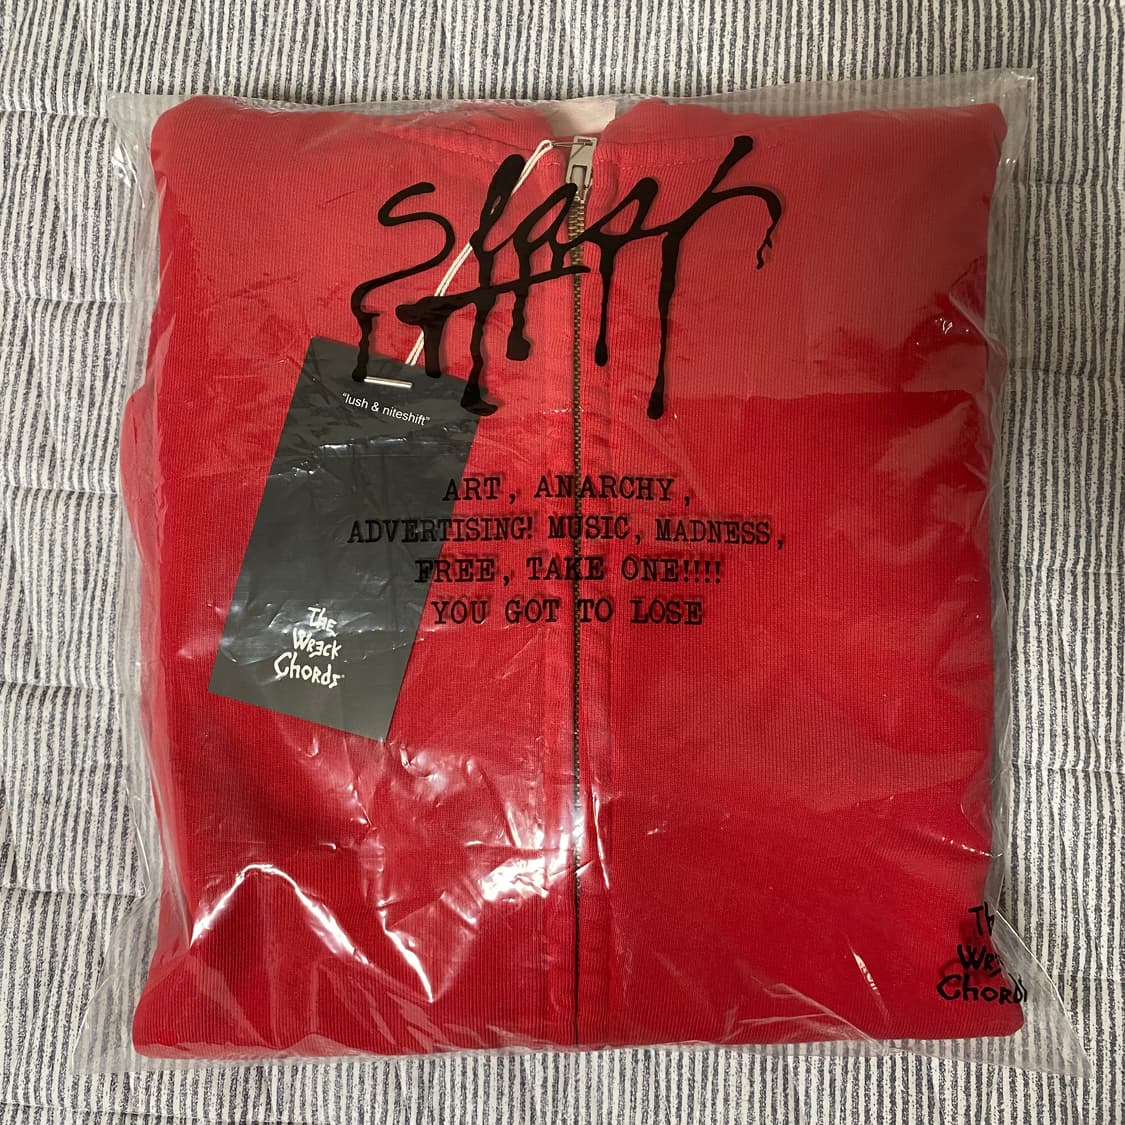 Slash
"lush & niteshift"
ART, ANARCHY,
ADVERTISING! MUSIC, MADNESS,
FREE, TAKE ONE!!!!
YOU GOT TO LOSE
The
Wreck
Chords
The
Wreck
Chords